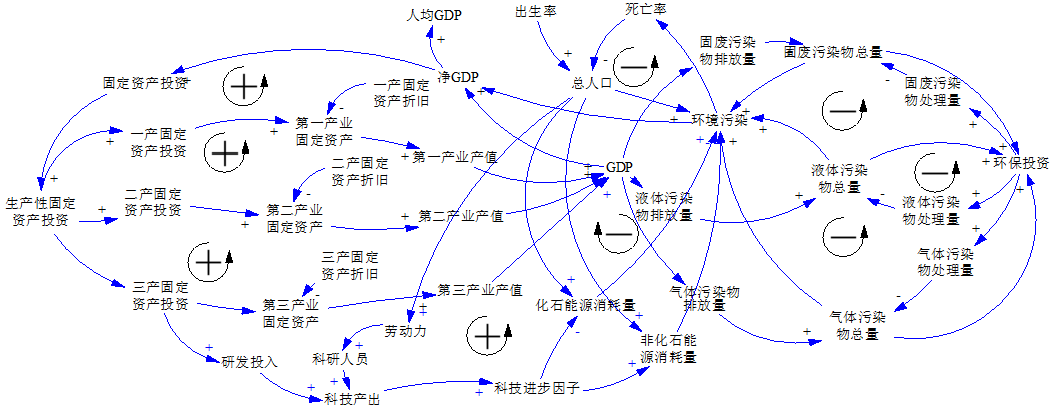 人均GDP
出生率
死亡率
固定资产投资
净GDP
一产固定
资产折旧
总人口
固废污染
物排放量
固废污染物总量
固废污染
物处理量
一产固定
资产投资
第一产业
固定资产
环境污染
二产固定
资产折旧
第一产业产值
GDP
液体污染
物总量
环保投资
生产性固定
资产投资
二产固定
资产投资
第二产业
固定资产
第二产业产值
液体污染
物排放量
液体污染
物处理量
三产固定
资产折旧
气体污染
物处理量
三产固定
资产投资
第三产业
固定资产
第三产业产值
化石能源消耗量
气体污染物
排放量
气体污染
物总量
劳动力
非化石能
源消耗量
研发投入
科研人员
科技产出
科技进步因子